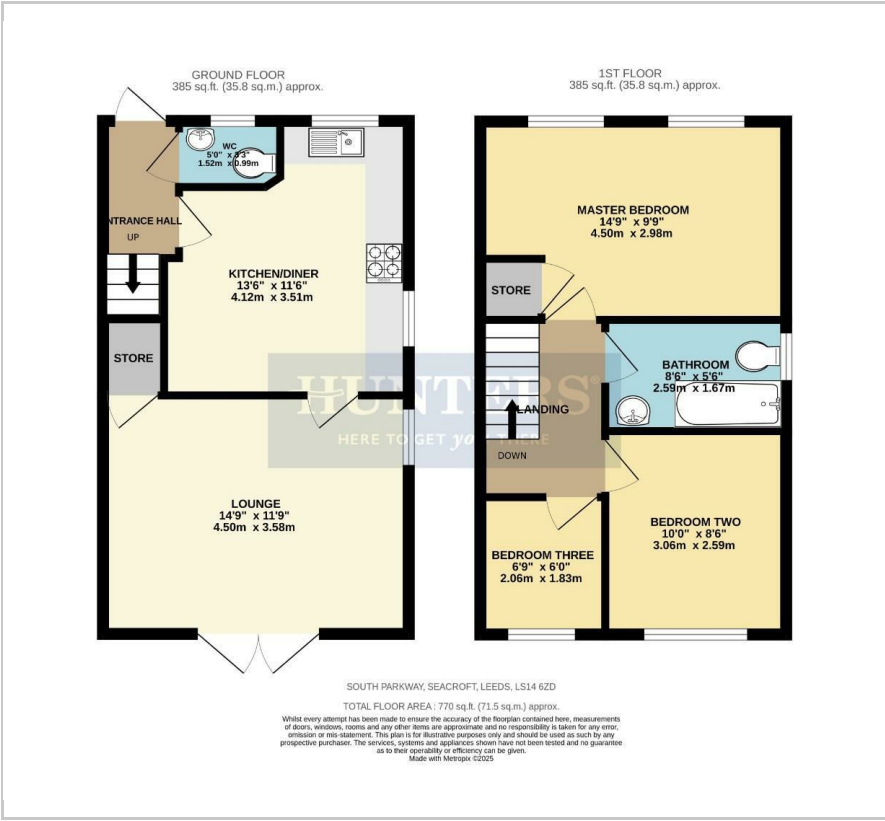 GROUND FLOOR
385 sq.ft. (35.8 sq.m.) approx.
WC
5'0" x 3'3"
1.52m x 0.99m
ENTRANCE HALL
UP
KITCHEN/DINER
13'6" x 11'6"
4.12m x 3.51m
STORE
LOUNGE
14'9" x 11'9"
4.50m x 3.58m
1ST FLOOR
385 sq.ft. (35.8 sq.m.) approx.
MASTER BEDROOM
14'9" x 9'9"
4.50m x 2.98m
STORE
BATHROOM
8'6" x 5'6"
2.59m x 1.67m
LANDING
DOWN
BEDROOM TWO
10'0" x 8'6"
3.06m x 2.59m
BEDROOM THREE
6'9" x 6'0"
2.06m x 1.83m
HUNTERS®
HERE TO GET you THERE
SOUTH PARKWAY, SEACROFT, LEEDS, LS14 6ZD
TOTAL FLOOR AREA : 770 sq.ft. (71.5 sq.m.) approx.
Whilst every attempt has been made to ensure the accuracy of the floorplan contained here, measurements
of doors, windows, rooms and any other items are approximate and no responsibility is taken for any error,
omission or mis-statement. This plan is for illustrative purposes only and should be used as such by any
prospective purchaser. The services, systems and appliances shown have not been tested and no guarantee
as to their operability or efficiency can be given.
Made with Metropix ©2025